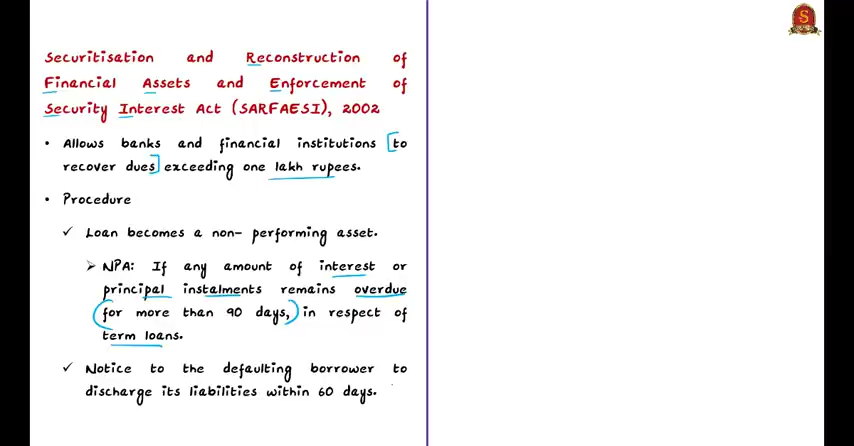 Securitisation and Reconstruction of
Financial Assets and Enforcement of
Security Interest Act (SARFAESI), 2002
• Allows banks and financial institutions [to
recover dues] exceeding one lakh rupees.
• Procedure
✓ Loan becomes a non- performing asset.
➢ NPA: If any amount of interest or
principal instalments remains overdue
(for more than 90 days,) in respect of
term loans.
✓ Notice to the defaulting borrower to
discharge its liabilities within 60 days.
S